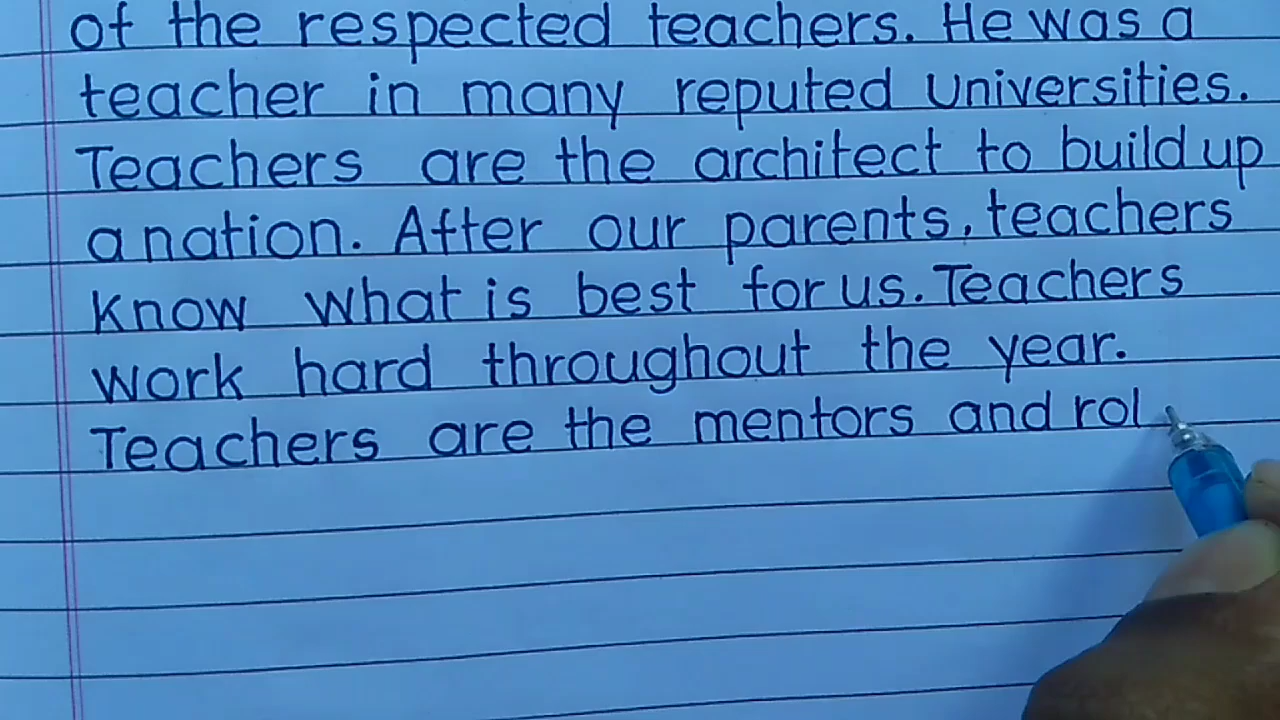 of the respected teachers. He was a
teacher in many reputed universities.
Teachers are the architect to build up
a nation. After our parents, teachers
know what is best for us. Teachers
work hard throughout the year.
Teachers are the mentors and rol